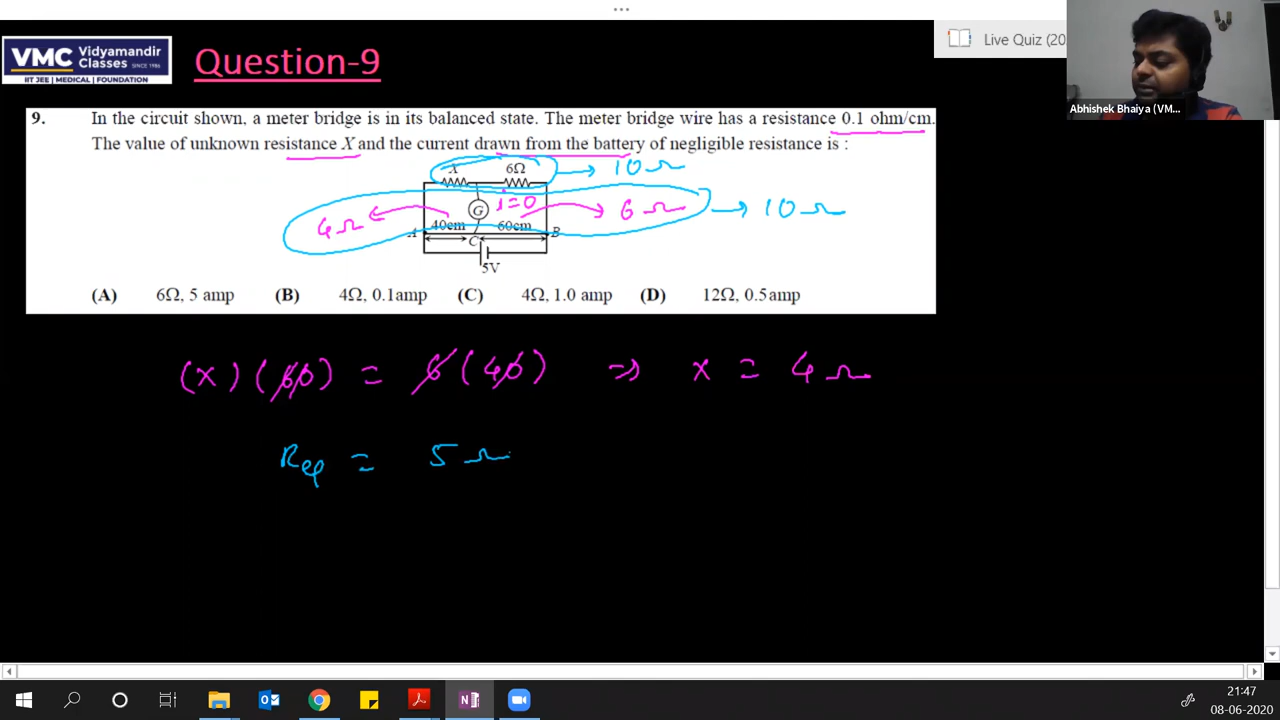 ...
VMC Vidyamandir Classes SINCE 1986
IIT JEE | MEDICAL | FOUNDATION
Question-9
Live Quiz (20
Abhishek Bhaiya (VM...
9. In the circuit shown, a meter bridge is in its balanced state. The meter bridge wire has a resistance 0.1 ohm/cm.
The value of unknown resistance X and the current drawn from the battery of negligible resistance is :
X 6Ω → 10 Ω
G i=0
4Ω 6Ω → 10 Ω
A 40cm C 60cm B
5V
(A) 6Ω, 5 amp (B) 4Ω, 0.1amp (C) 4Ω, 1.0 amp (D) 12Ω, 0.5amp
(x) (60) = 6 (40) ⇒ x = 4 Ω
Req = 5 Ω
21:47
08-06-2020